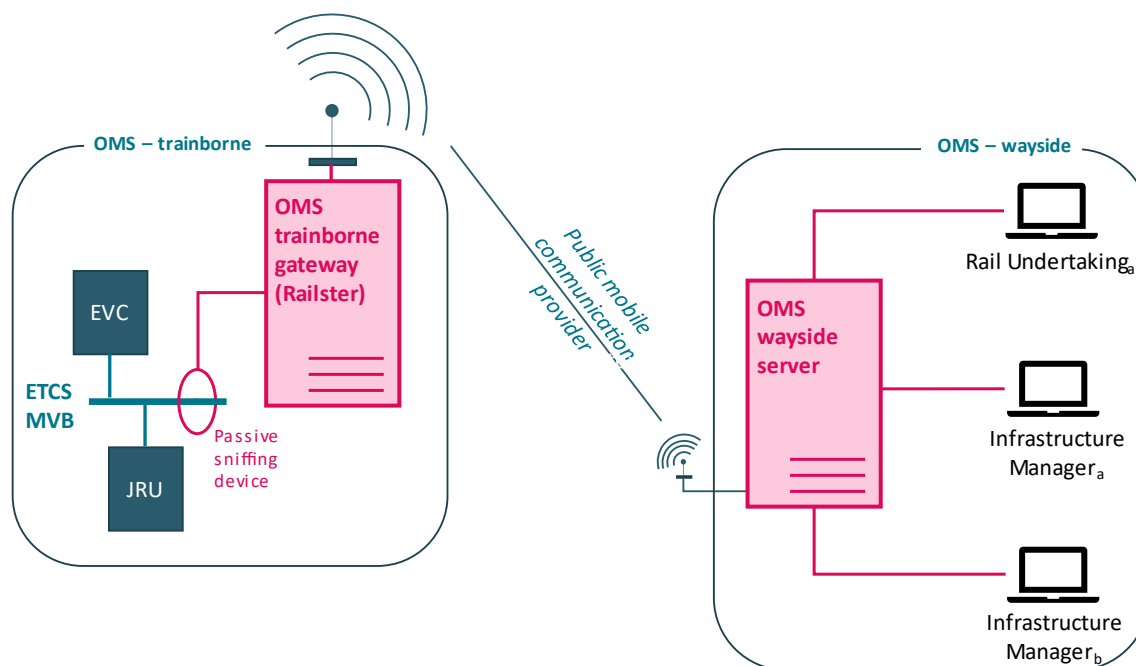 OMS – trainborne
OMS
trainborne
gateway
(Railster)
EVC
ETCS
MVB
JRU
Passive
sniffing
device
Public mobile
communication
provider
OMS – wayside
OMS
wayside
server
Rail Undertaking a
Infrastructure
Manager a
Infrastructure
Manager b